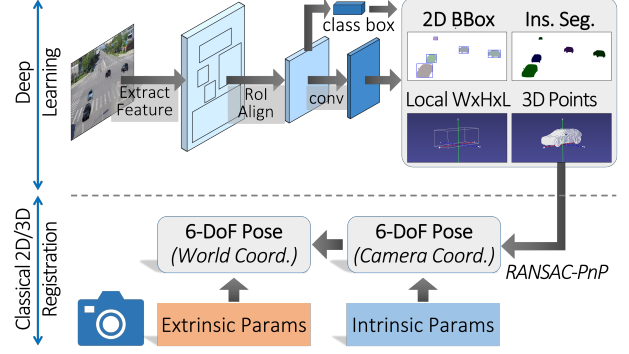 Deep
Learning
Extract
Feature
RoI
Align
conv
class box
2D BBox
Ins. Seg.
Local WxHxL
3D Points
Classical 2D/3D
Registration
6-DoF Pose
(World Coord.)
6-DoF Pose
(Camera Coord.)
RANSAC-PnP
Extrinsic Params
Intrinsic Params